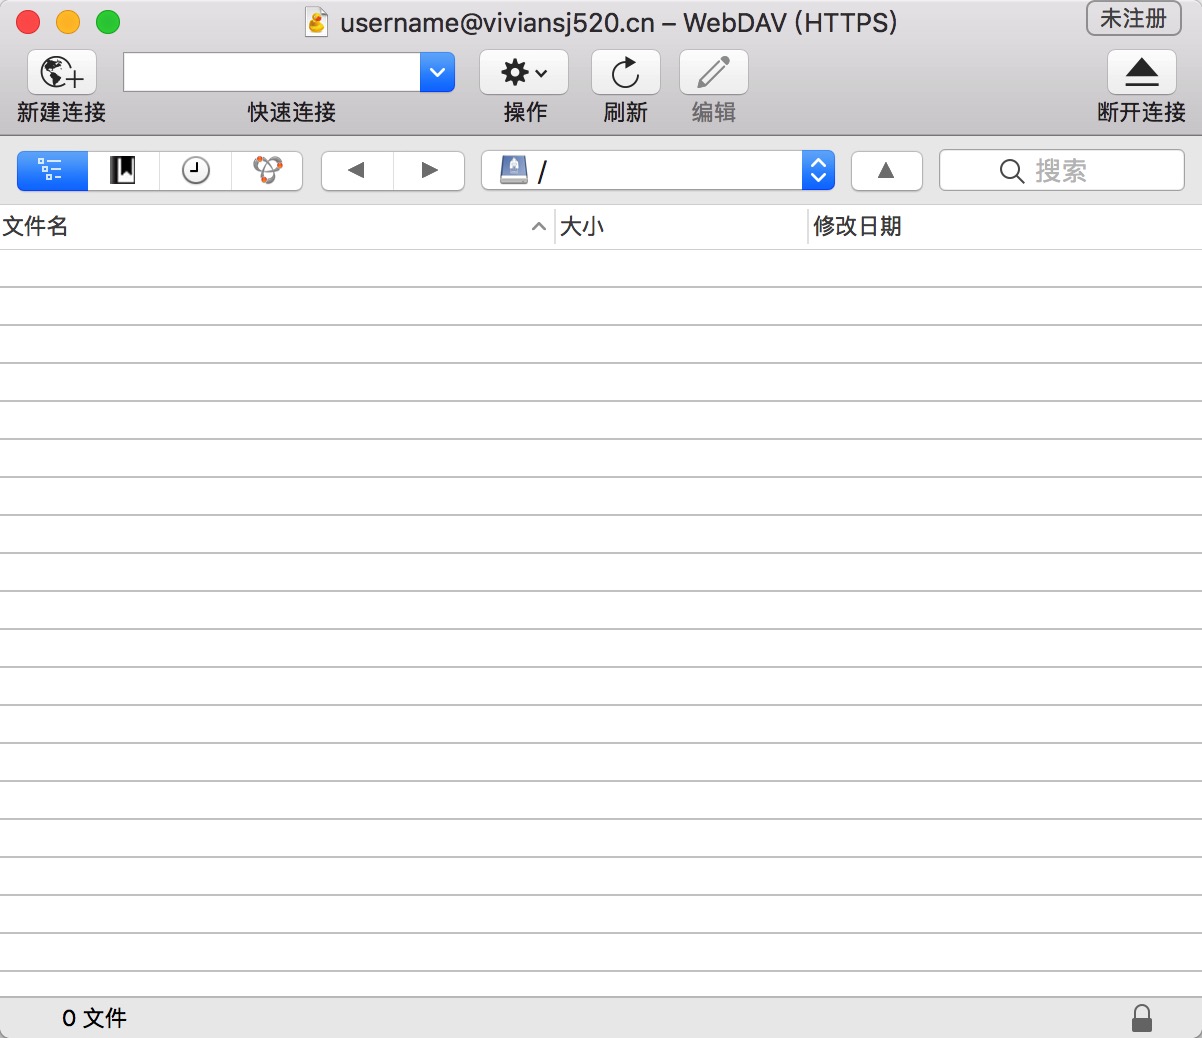 username@viviansj520.cn – WebDAV (HTTPS)
未注册
新建连接
快速连接
操作
刷新
编辑
断开连接
/
搜索
文件名
大小
修改日期
0 文件